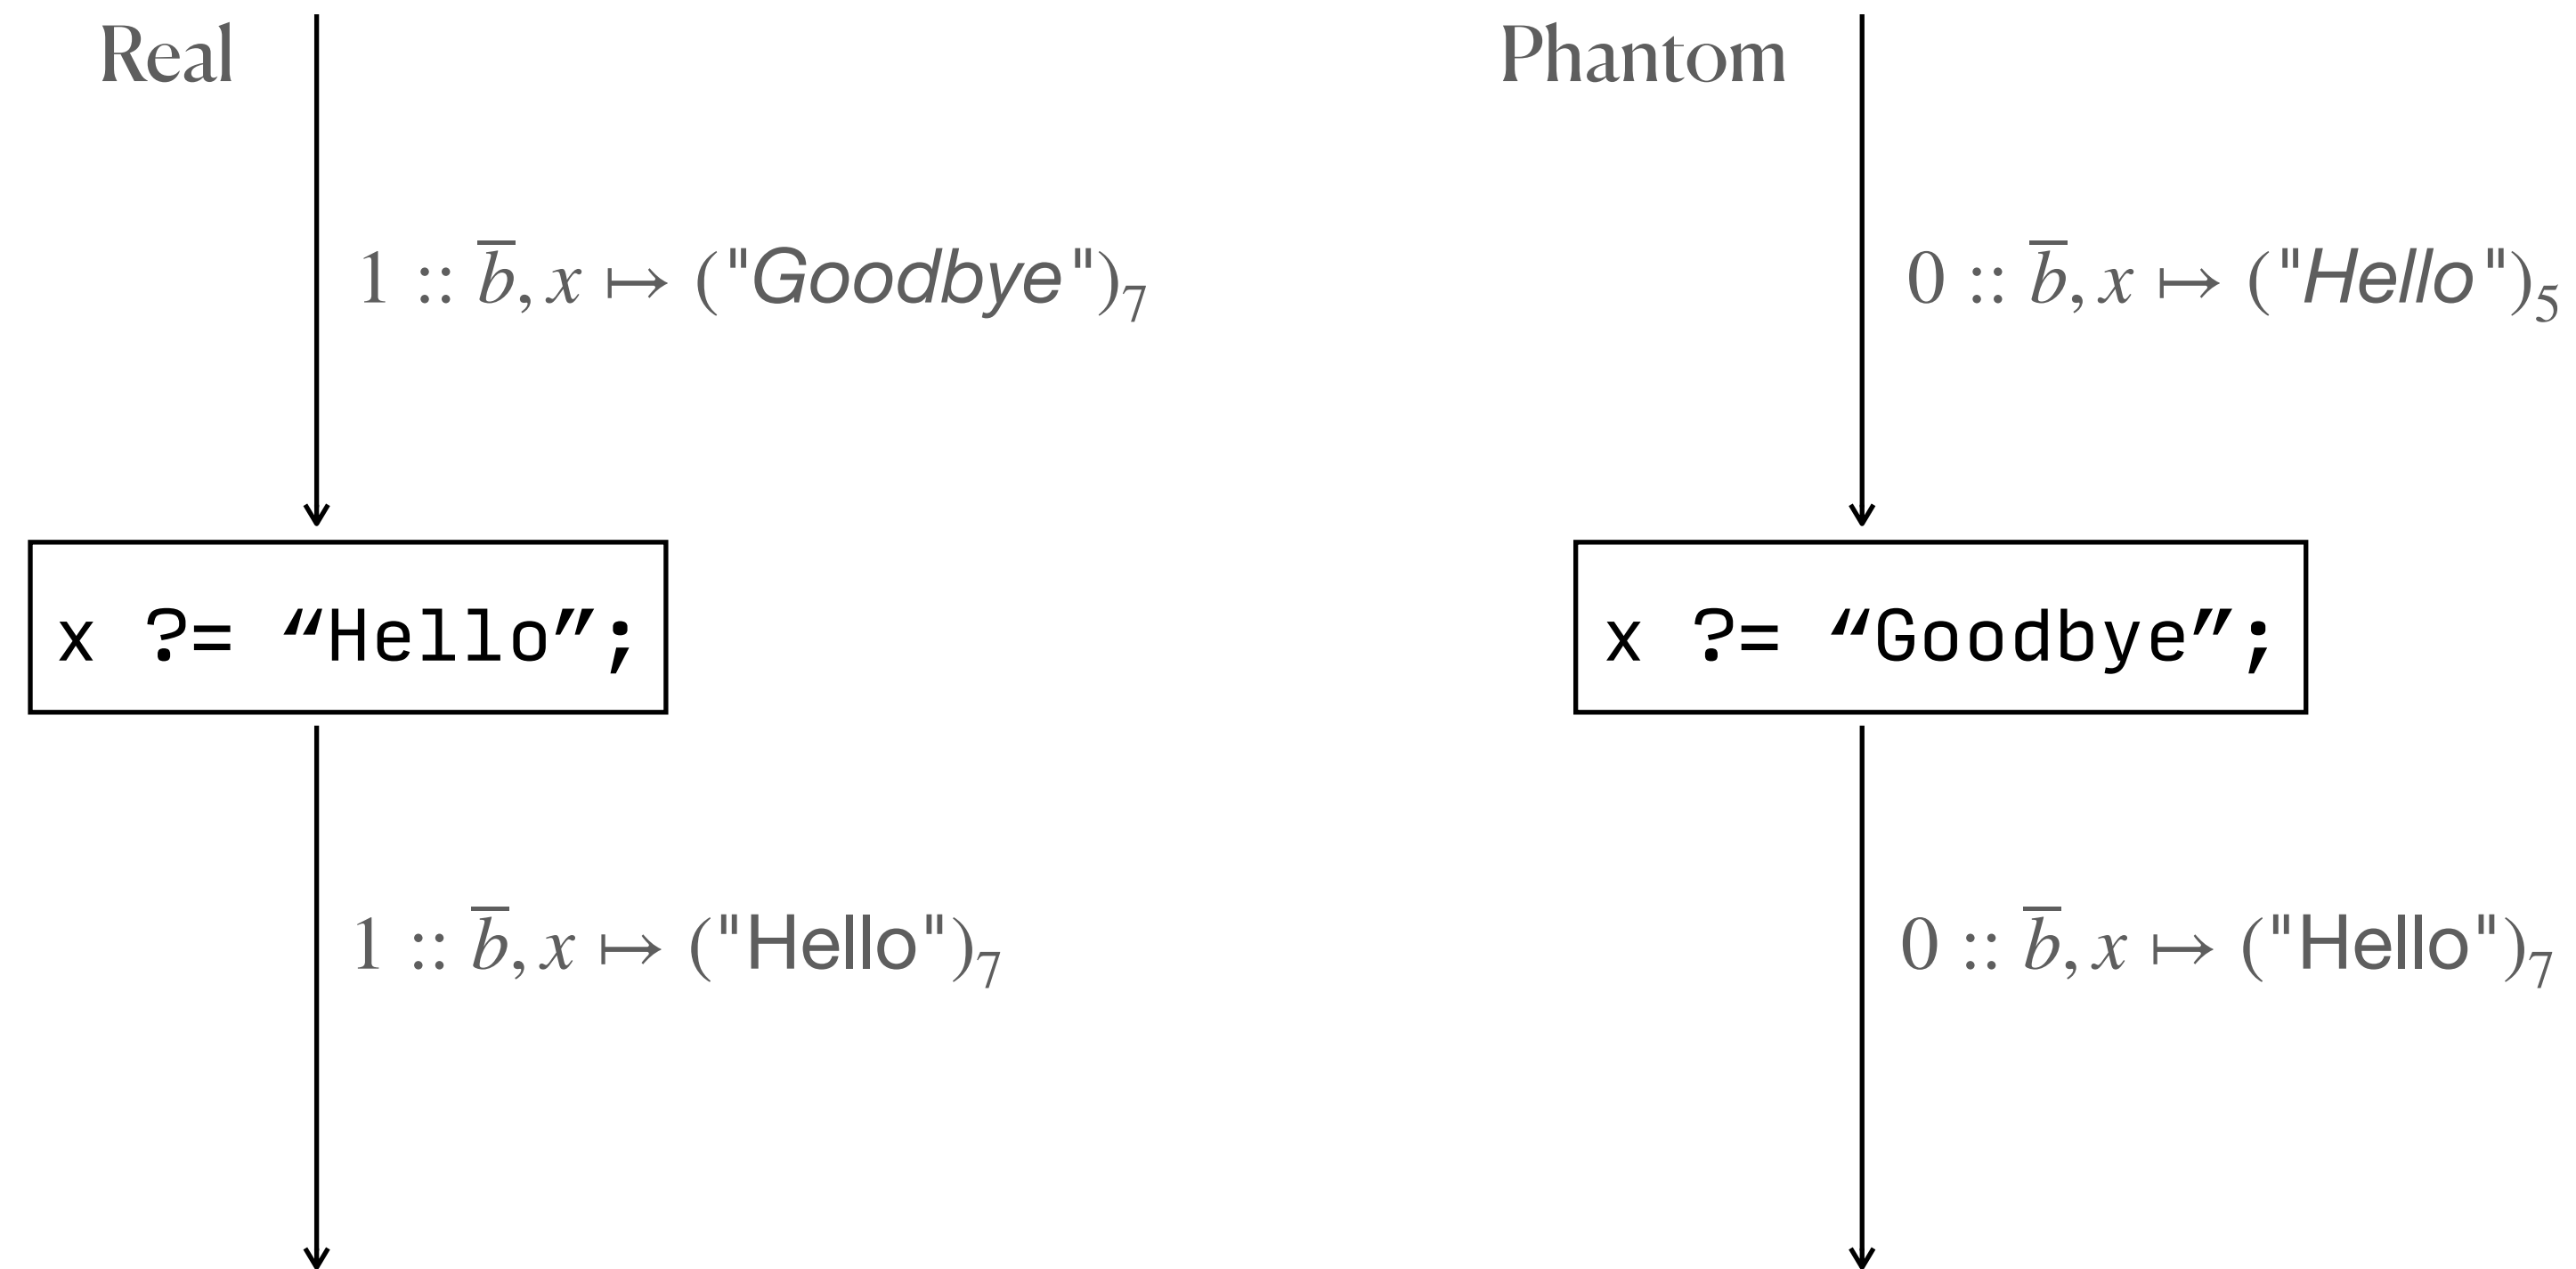 Real
1 :: b̅, x ↦ ("Goodbye")₇
x ?= “Hello”;
1 :: b̅, x ↦ ("Hello")₇
Phantom
0 :: b̅, x ↦ ("Hello")₅
x ?= “Goodbye”;
0 :: b̅, x ↦ ("Hello")₇